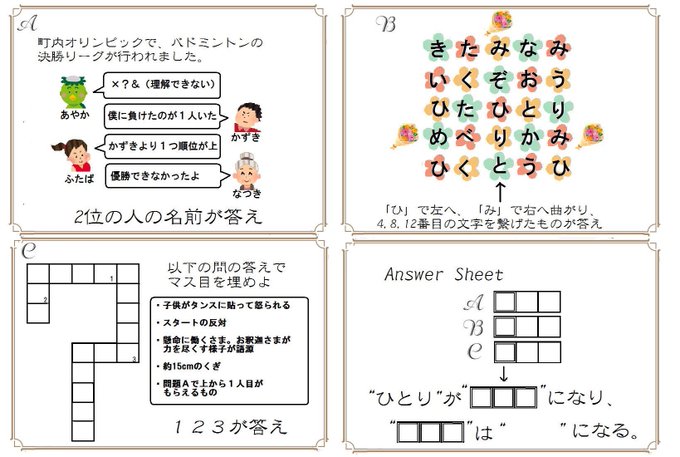 A
町内オリンピックで、バドミントンの
決勝リーグが行われました。
×?&(理解できない)
あやか
僕に負けたのが1人いた
かずき
かずきより1つ順位が上
ふたば
優勝できなかったよ
なつき
2位の人の名前が答え
B
きたみなみ
いくぞおう
ひたひとり
めべりかみ
ひくとうひ
「ひ」で左へ、「み」で右へ曲がり、
4.8.12番目の文字を繋げたものが答え
C
1
2
3
以下の問の答えで
マス目を埋めよ
・子供がタンスに貼って怒られる
・スタートの反対
・懸命に働くさま。お釈迦さまが
力を尽くす様子が語源
・約15cmのくぎ
・問題Aで上から1人目が
もらえるもの
123が答え
Answer Sheet
A
B
C
↓
"ひとり"が" "になり、
" "は" "になる。